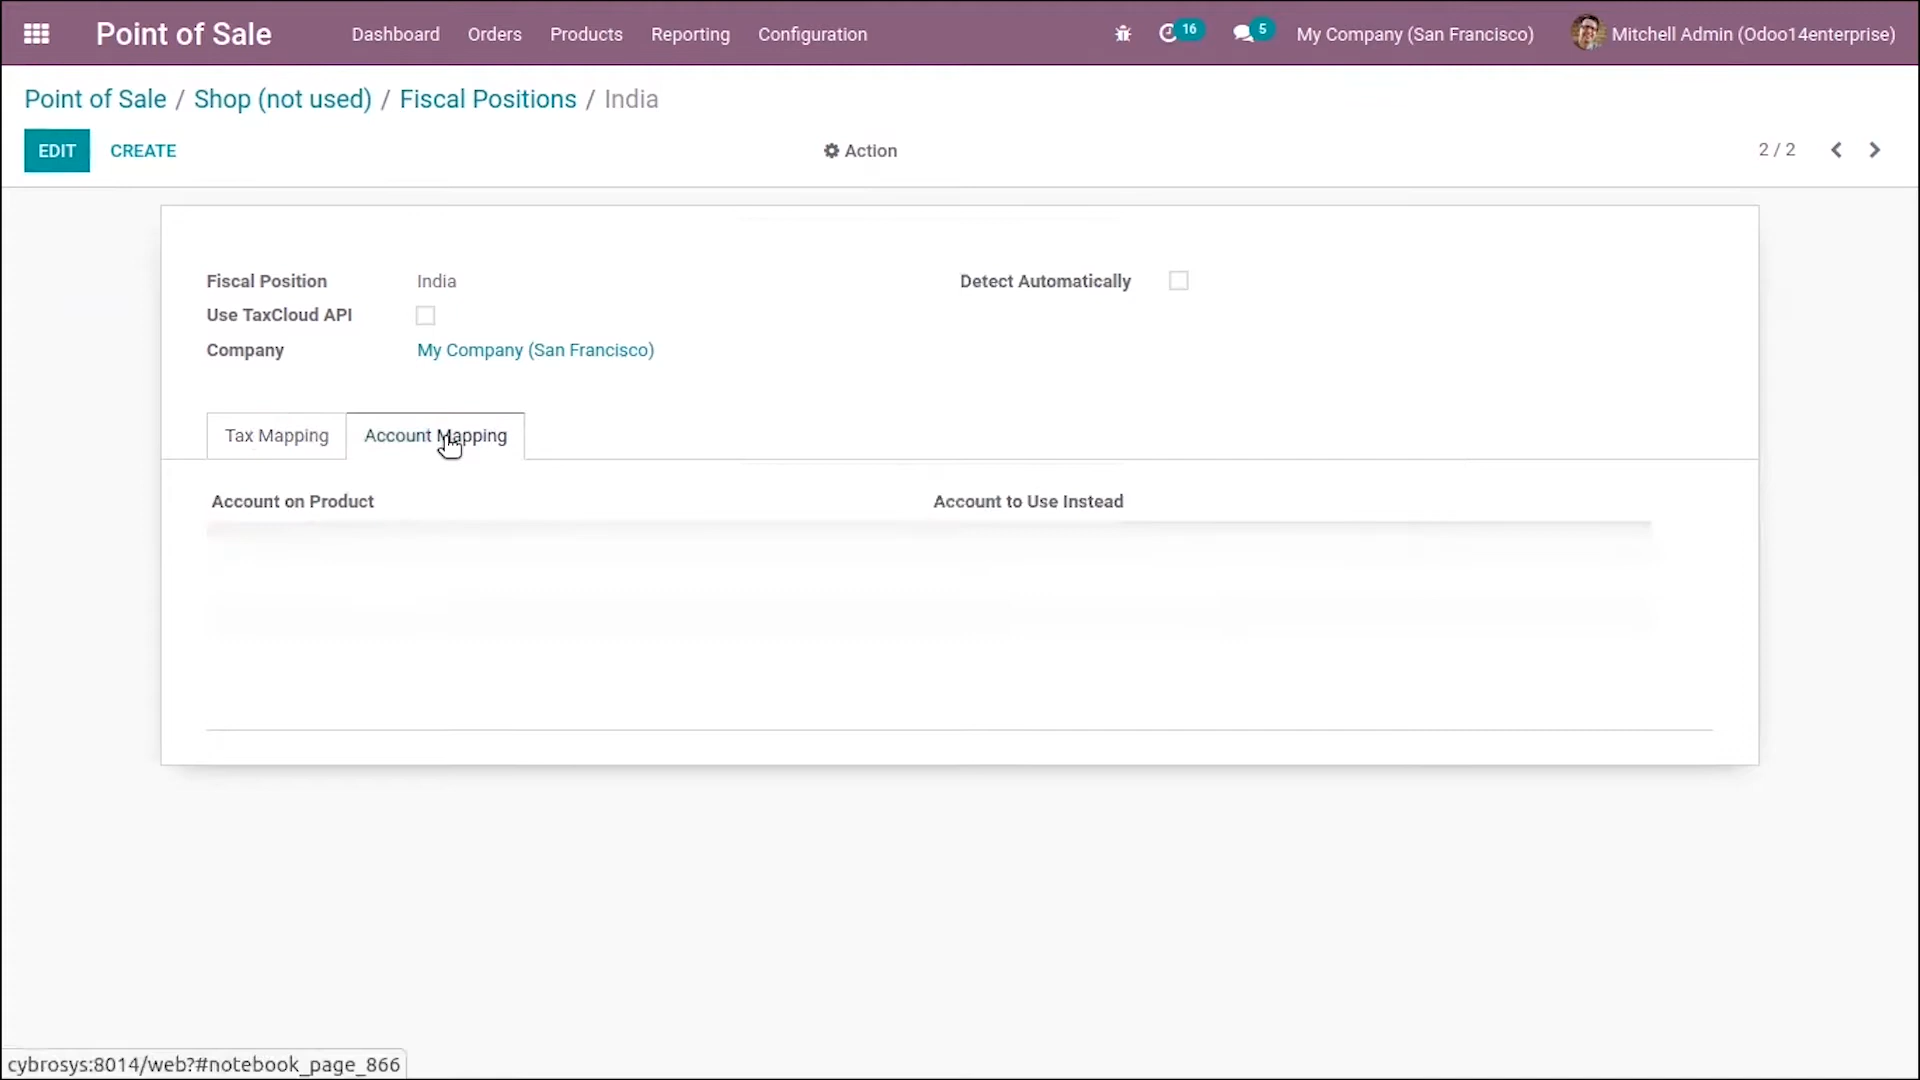 Point of Sale Dashboard Orders Products Reporting Configuration 16 5 My Company (San Francisco) Mitchell Admin (Odoo14enterprise)
Point of Sale / Shop (not used) / Fiscal Positions / India
EDIT CREATE Action 2 / 2
Fiscal Position India Detect Automatically
Use TaxCloud API
Company My Company (San Francisco)
Tax Mapping Account Mapping
Account on Product Account to Use Instead
cybrosys:8014/web?#notebook_page_866